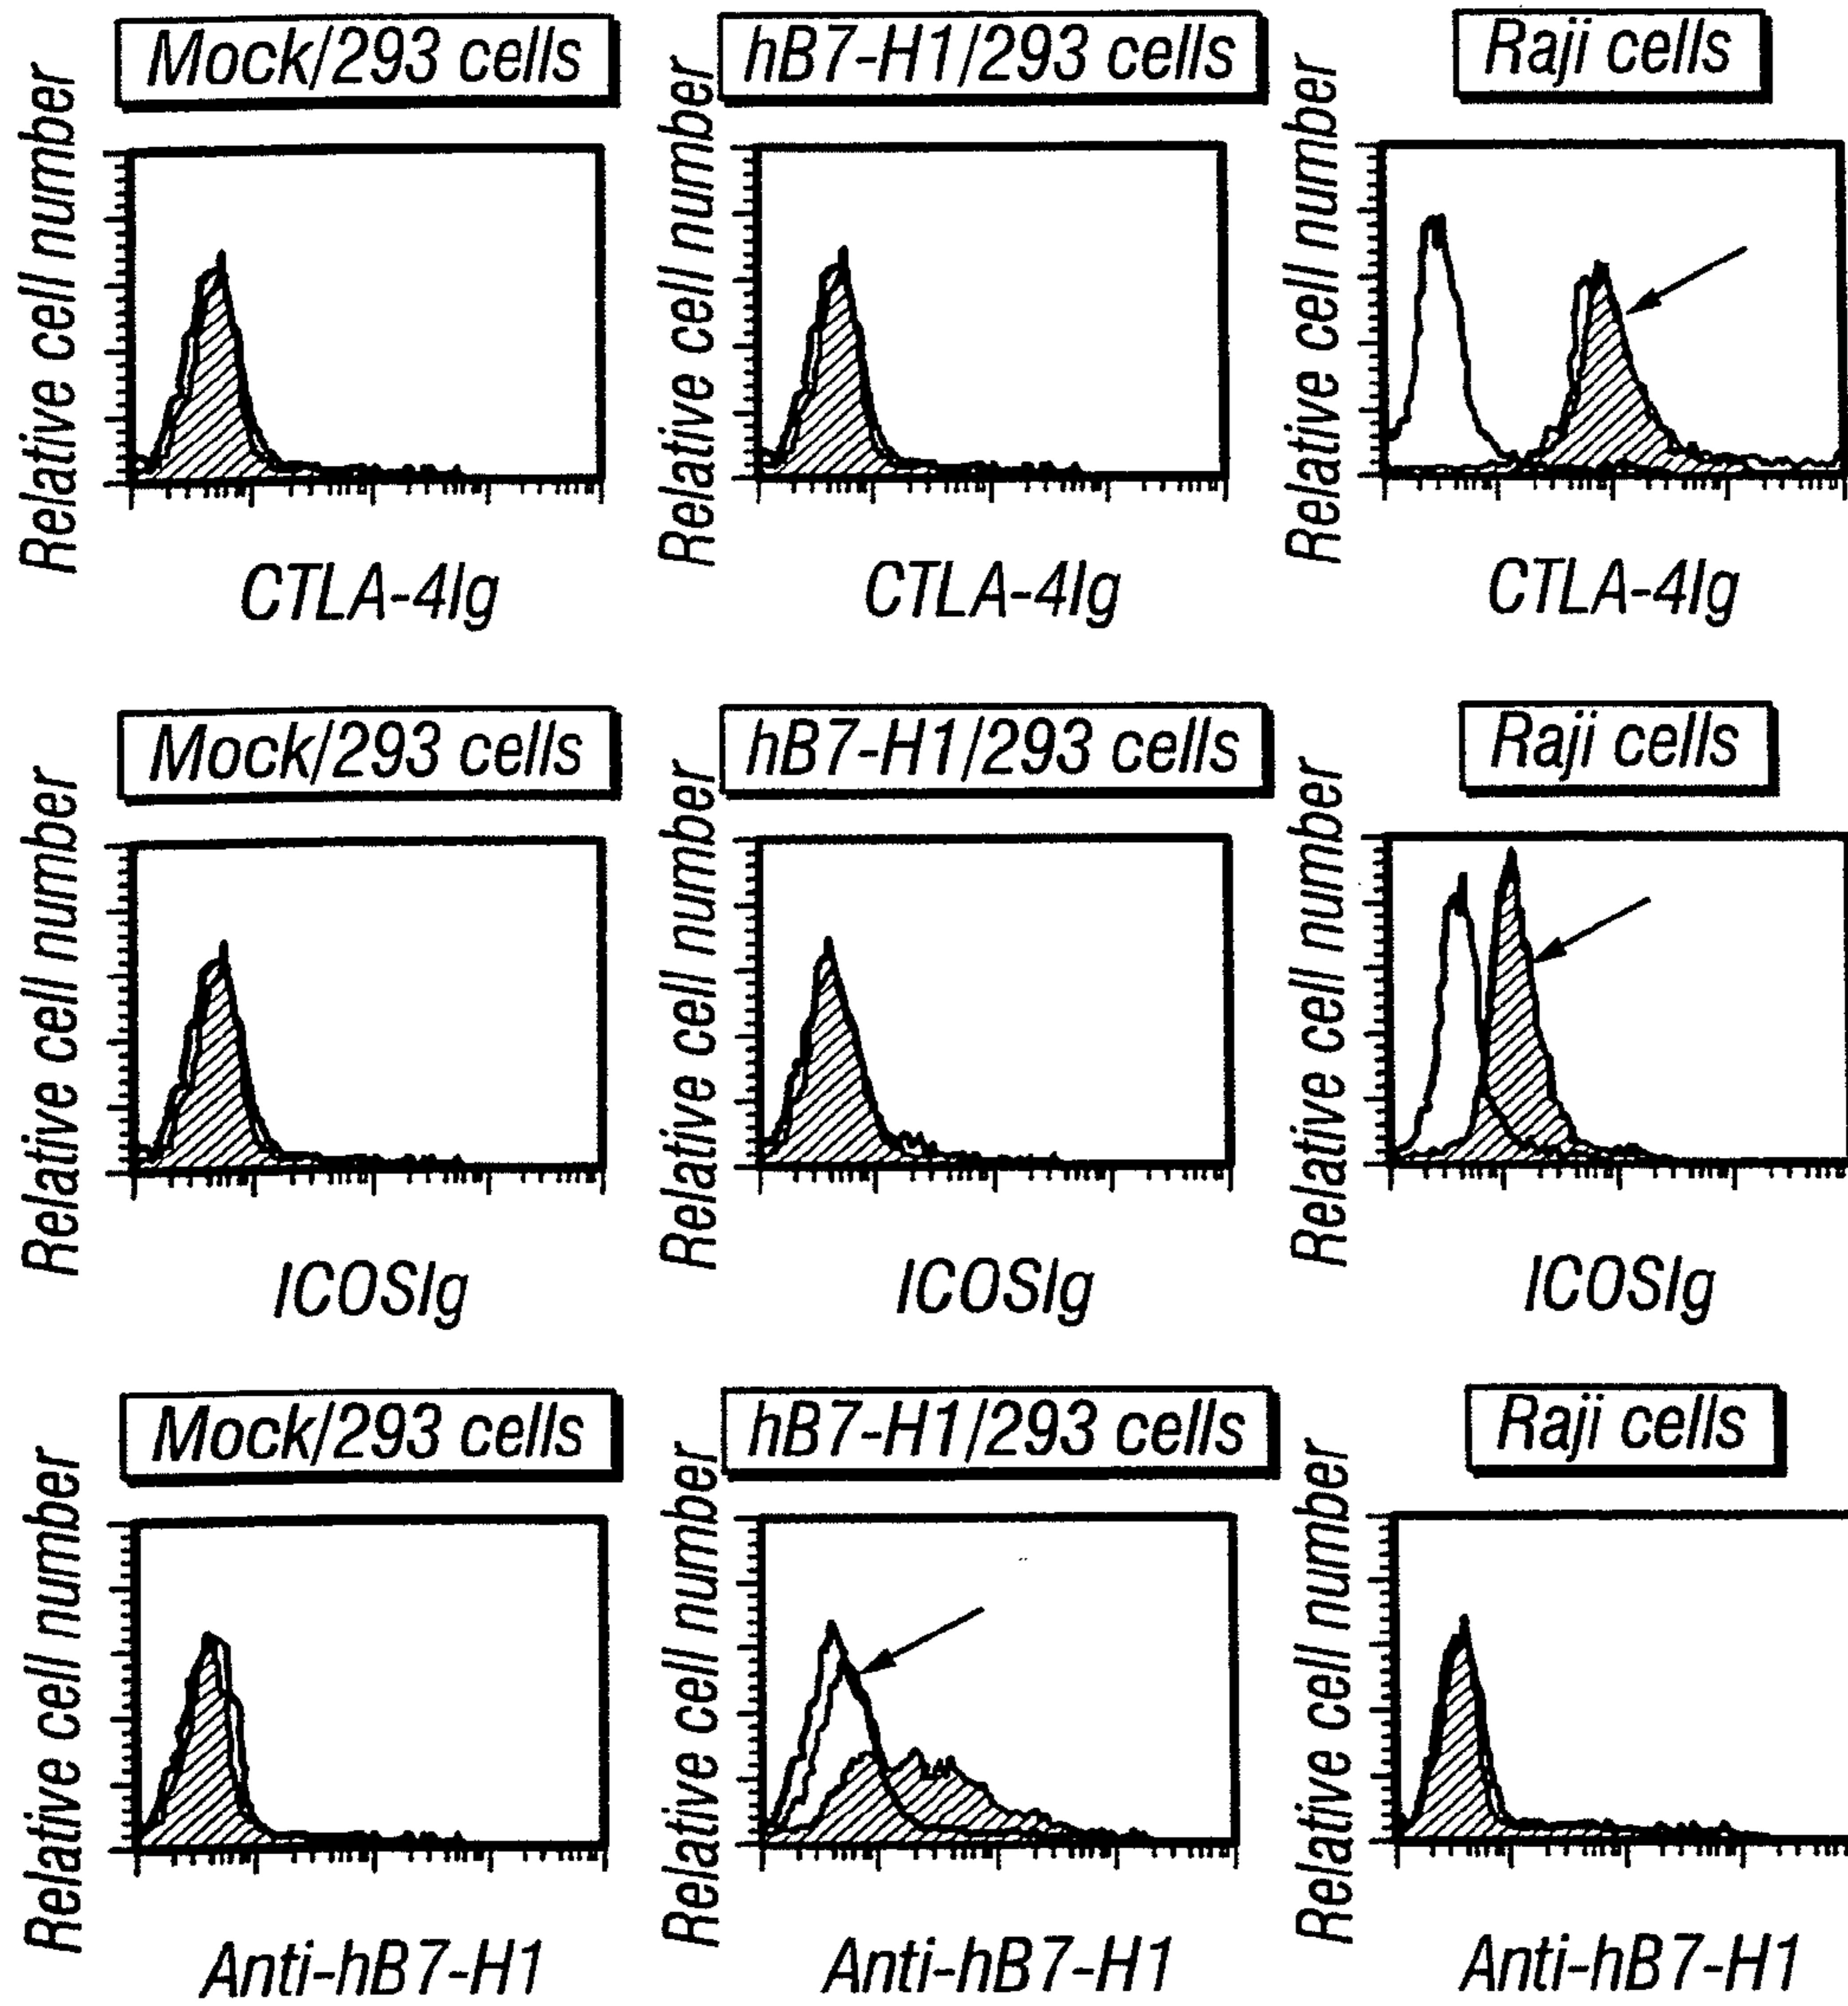 Mock/293 cells
hB7-H1/293 cells
Raji cells
Relative cell number
Relative cell number
Relative cell number
CTLA-4Ig
CTLA-4Ig
CTLA-4Ig
Mock/293 cells
hB7-H1/293 cells
Raji cells
Relative cell number
Relative cell number
Relative cell number
ICOSIg
ICOSIg
ICOSIg
Mock/293 cells
hB7-H1/293 cells
Raji cells
Relative cell number
Relative cell number
Relative cell number
Anti-hB7-H1
Anti-hB7-H1
Anti-hB7-H1